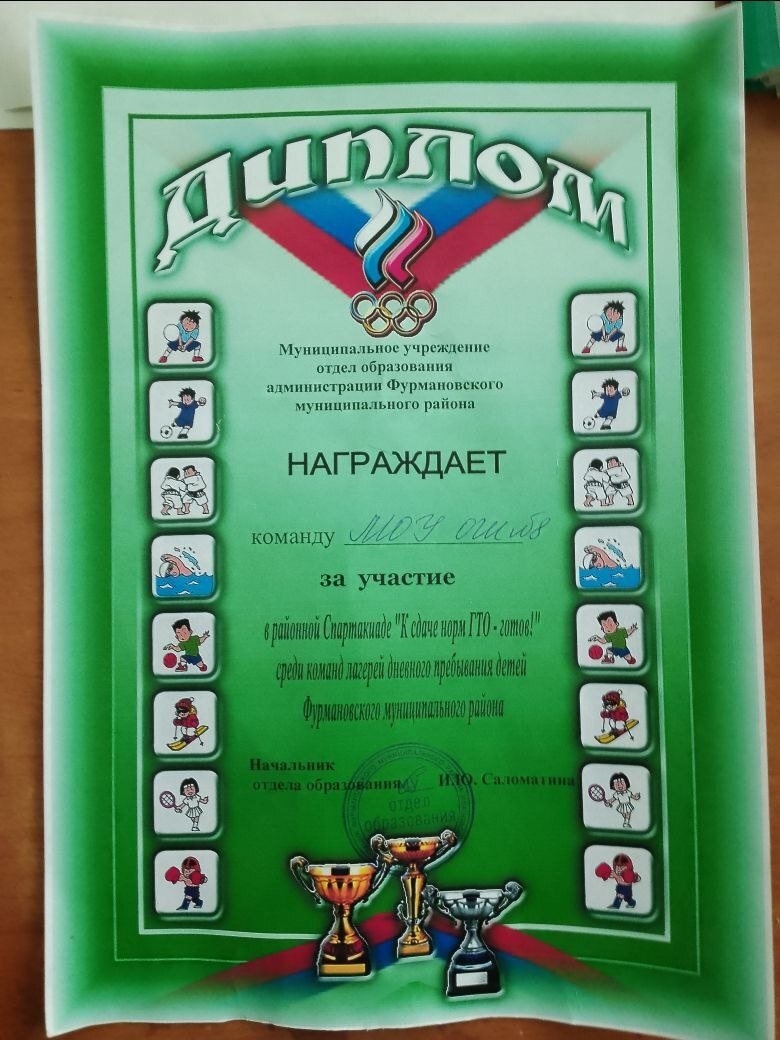 ДИПЛОМ
Муниципальное учреждение
отдел образования
администрации Фурмановского
муниципального района
НАГРАЖДАЕТ
команду МОУ ОШ №8
за участие
в районной Спартакиаде "К сдаче норм ГТО - готов!"
среди команд лагерей дневного пребывания детей
Фурмановского муниципального района
Начальник
отдела образования И.Ю. Саломатина
МУ
отдел
образования